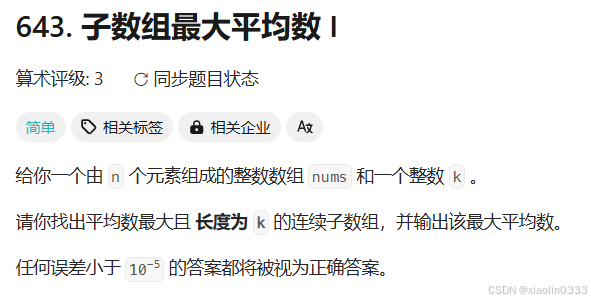 643. 子数组最大平均数 I
算术评级: 3 同步题目状态
简单 相关标签 相关企业 A文
给你一个由 n 个元素组成的整数数组 nums 和一个整数 k 。
请你找出平均数最大且 长度为 k 的连续子数组，并输出该最大平均数。
任何误差小于 10⁻⁵ 的答案都将被视为正确答案。
CSDN @xiaolin0333